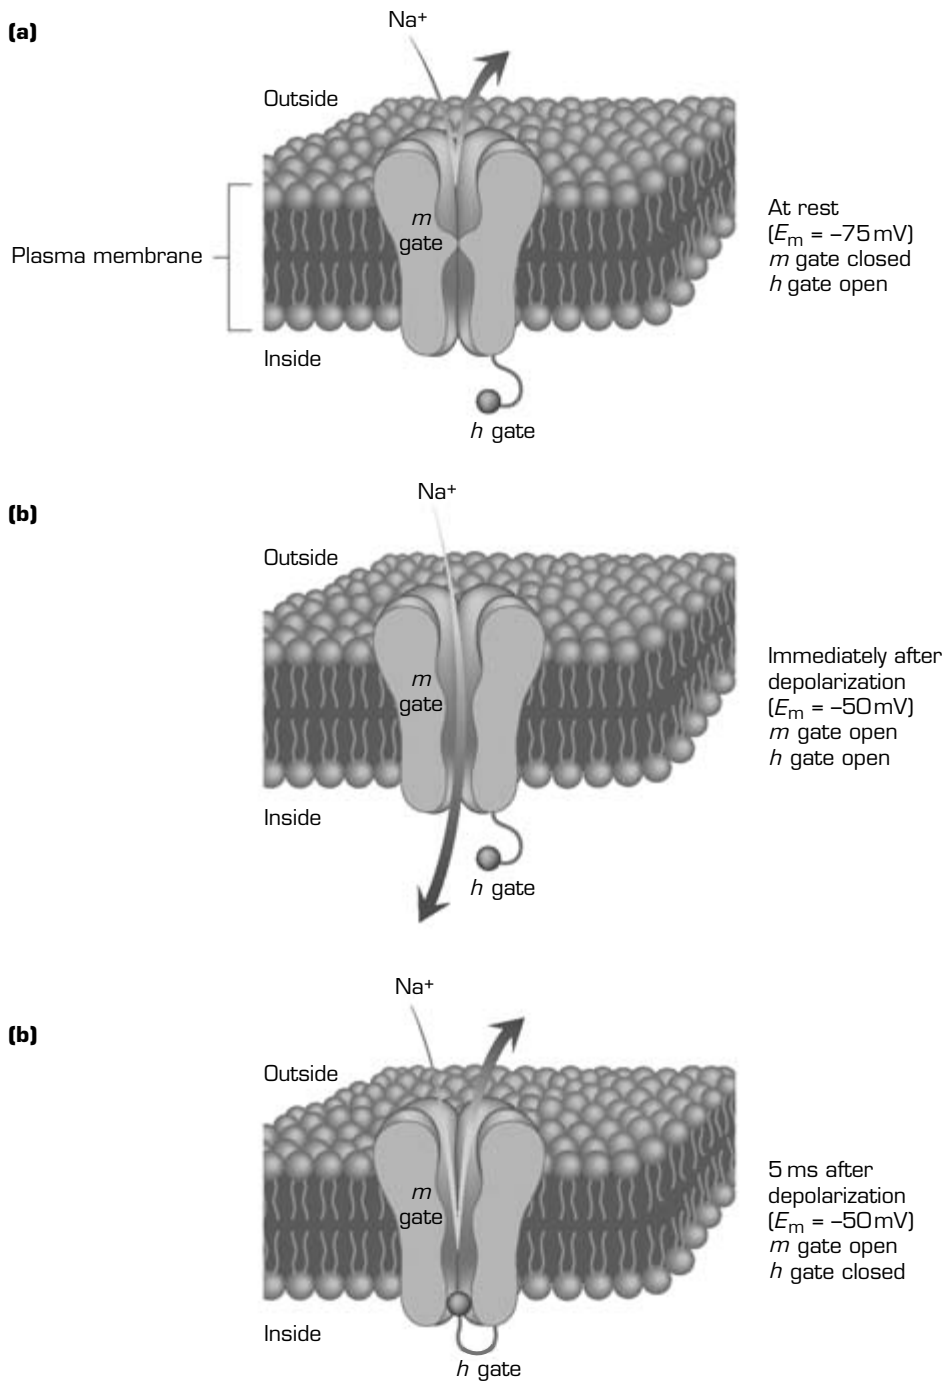 (a)
Na+
Outside
m
gate
Plasma membrane
At rest
(Em = –75 mV)
m gate closed
h gate open
Inside
h gate
(b)
Na+
Outside
m
gate
Immediately after
depolarization
(Em = –50 mV)
m gate open
h gate open
Inside
h gate
(b)
Na+
Outside
m
gate
5 ms after
depolarization
(Em = –50 mV)
m gate open
h gate closed
Inside
h gate